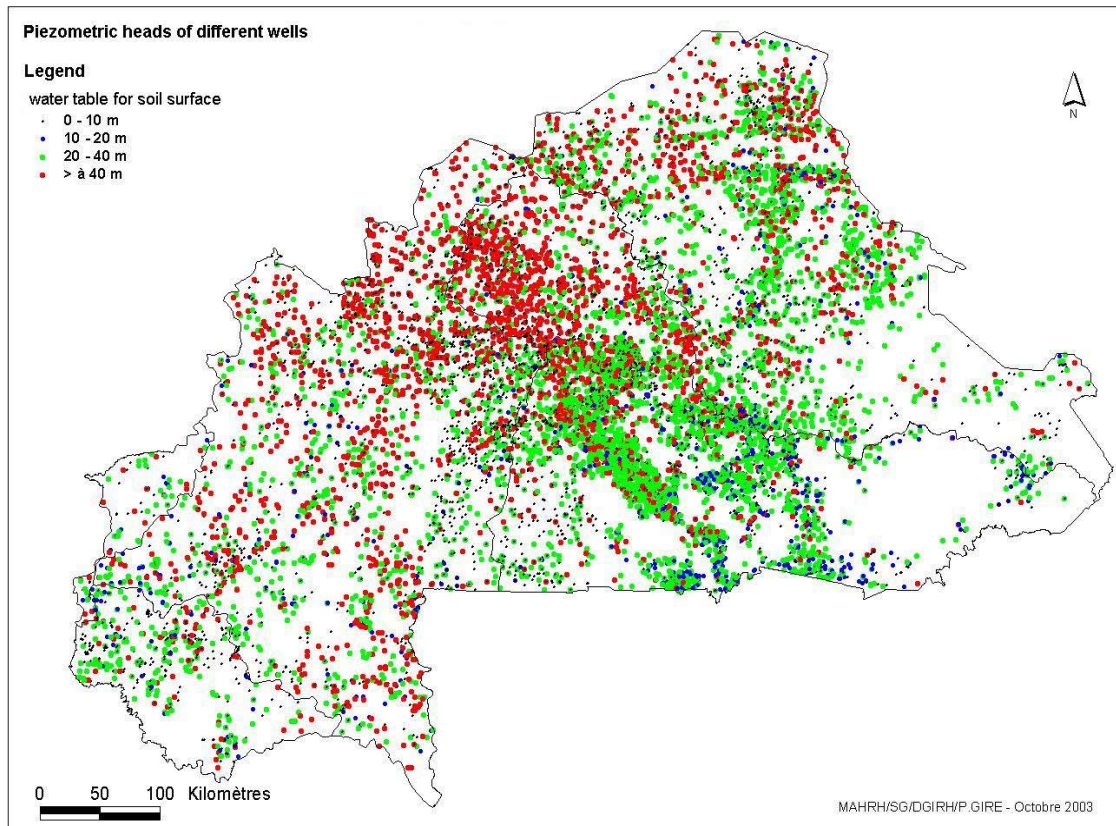 Piezometric heads of different wells
Legend
water table for soil surface
0 - 10 m
10 - 20 m
20 - 40 m
> à 40 m
N
0 50 100 Kilomètres
MAHRH/SG/DGIRH/P.GIRE - Octobre 2003